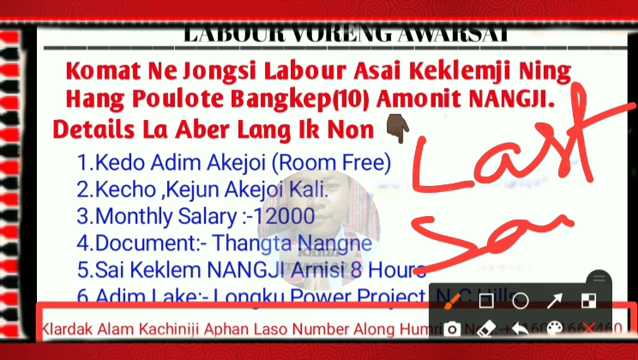 LABOUR VORENG AWARSAI
Komat Ne Jongsi Labour Asai Keklemji Ning
Hang Poulote Bangkep(10) Amonit NANGJI.
Details La Aber Lang Ik Non
1.Kedo Adim Akejoi (Room Free)
2.Kecho ,Kejun Akejoi Kali.
3.Monthly Salary :-12000
4.Document:- Thangta Nangne
5.Sai Keklem NANGJI Arnisi 8 Hours
6.Adim Lake:- Longku Power Project, N.C Hills
Klardak Alam Kachiniji Aphan Laso Number Along
Last
KARBI